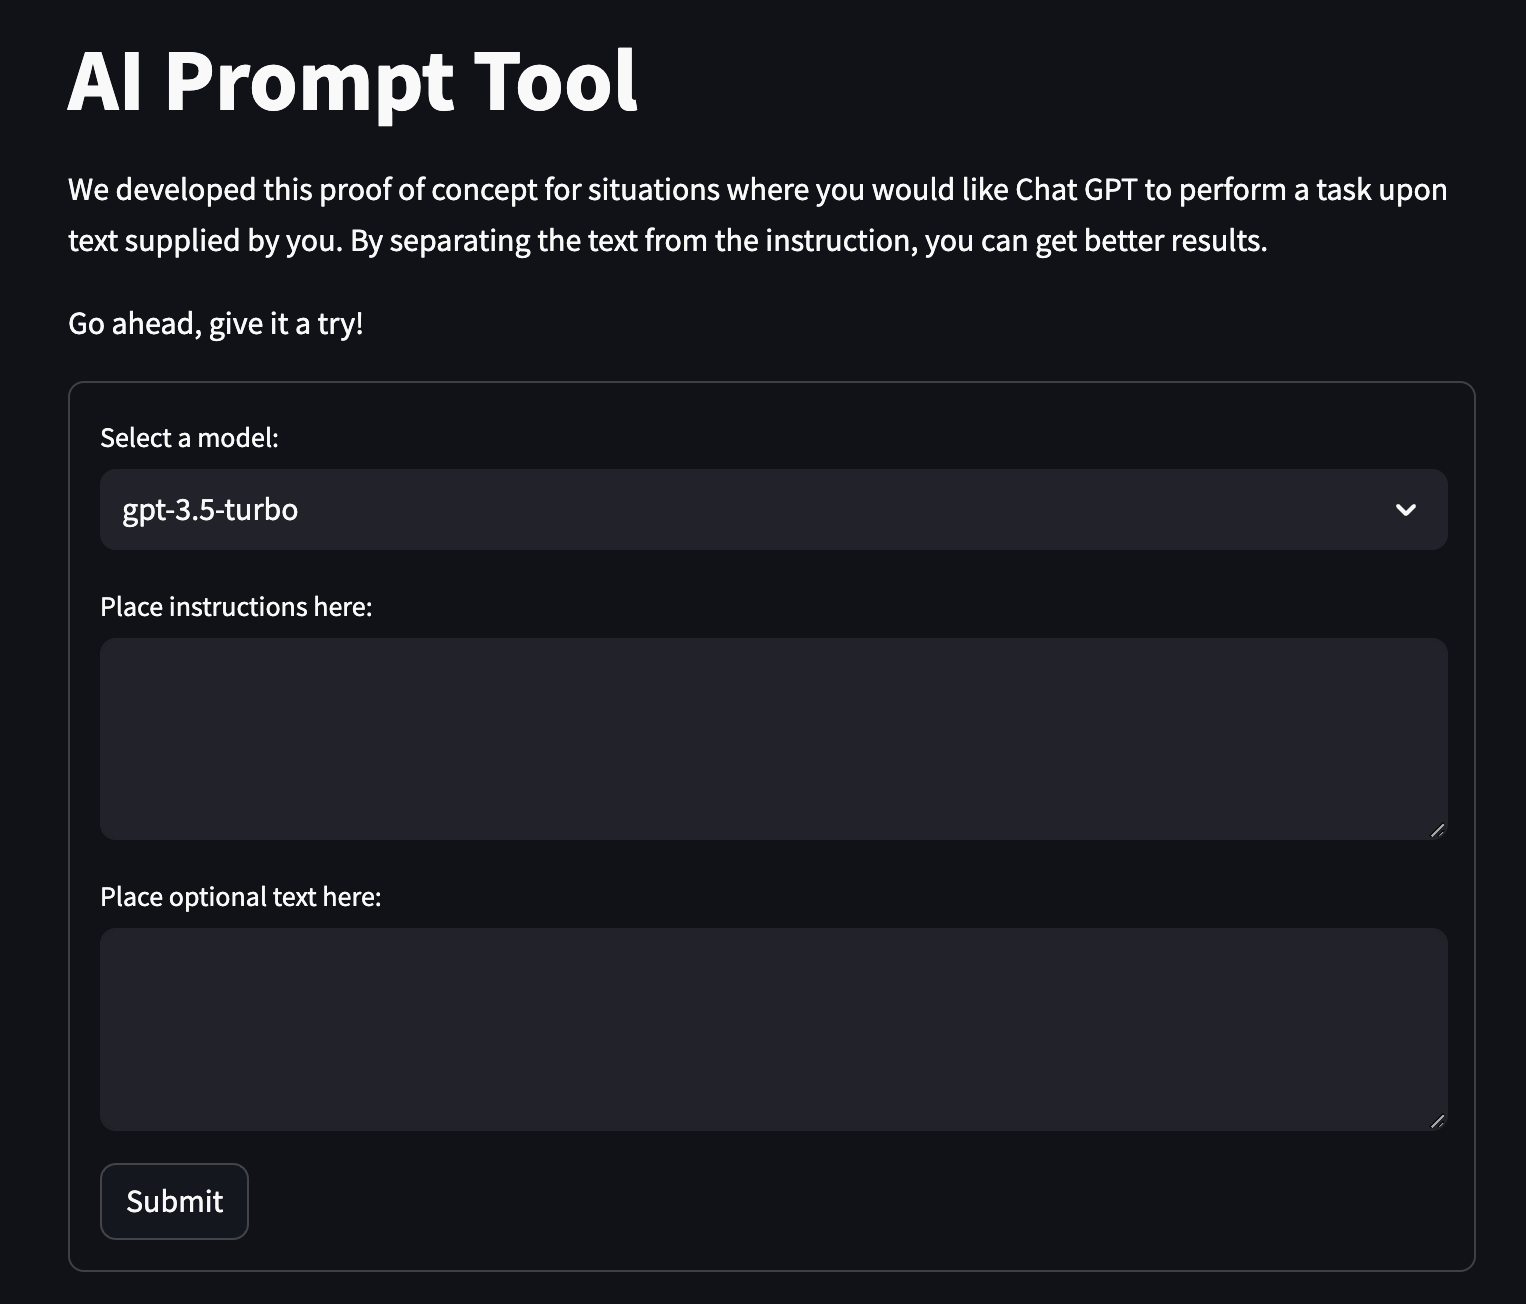 AI Prompt Tool
We developed this proof of concept for situations where you would like Chat GPT to perform a task upon
text supplied by you. By separating the text from the instruction, you can get better results.
Go ahead, give it a try!
Select a model:
gpt-3.5-turbo
Place instructions here:
Place optional text here:
Submit